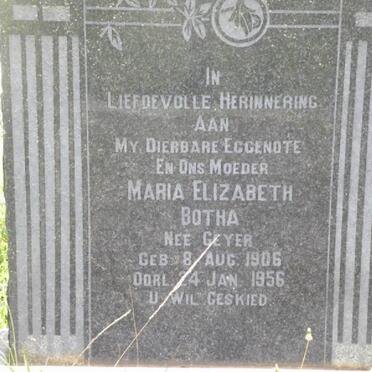 IN
LIEFDEVOLLE HERINNERING
AAN
MY DIERBARE EGGENOTE
EN ONS MOEDER
MARIA ELIZABETH
BOTHA
NEE GEYER
GEB. 8 AUG. 1906
OORL. 24 JAN. 1956
U WIL GESKIED